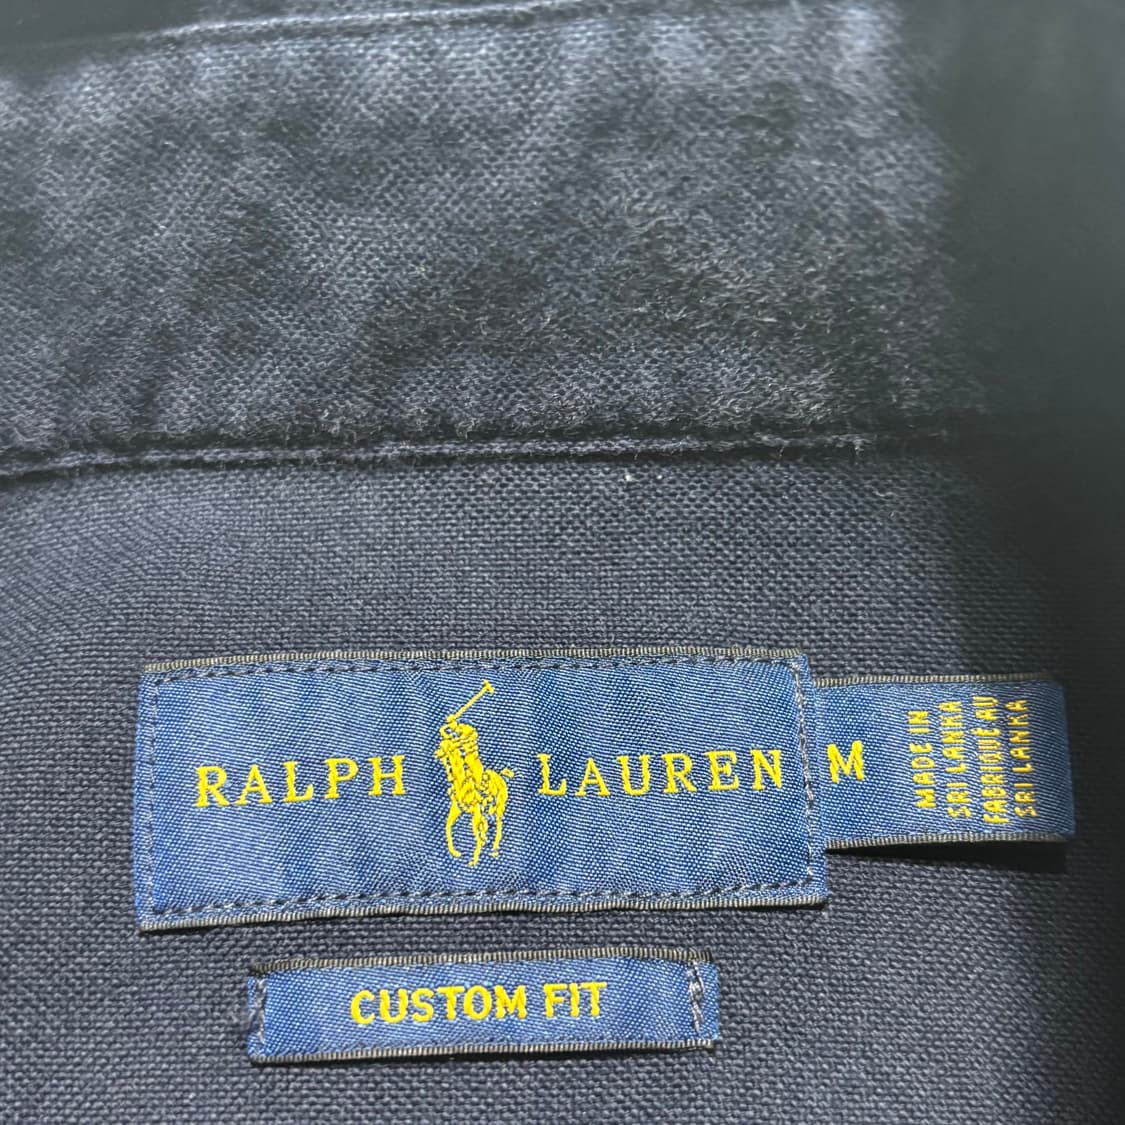 RALPH LAUREN
M
MADE IN
SRI LANKA
FABRIQUÉ AU
SRI LANKA
CUSTOM FIT